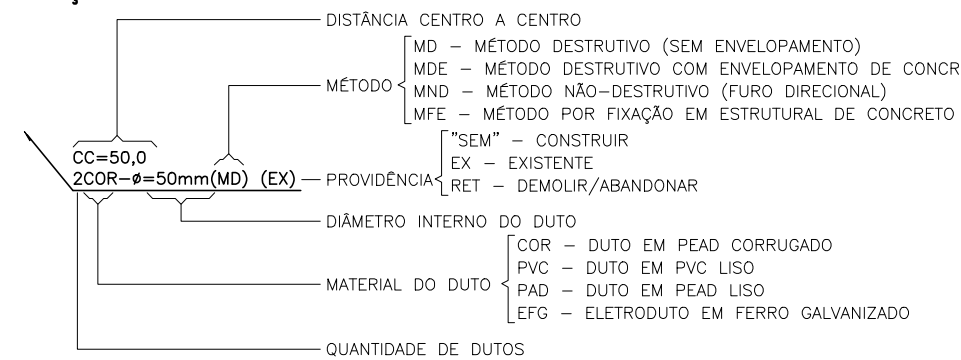 DISTÂNCIA CENTRO A CENTRO
MD – MÉTODO DESTRUTIVO (SEM ENVELOPAMENTO)
MDE – MÉTODO DESTRUTIVO COM ENVELOPAMENTO DE CONCR
MÉTODO
MND – MÉTODO NÃO-DESTRUTIVO (FURO DIRECIONAL)
MFE – MÉTODO POR FIXAÇÃO EM ESTRUTURAL DE CONCRETO
"SEM" – CONSTRUIR
CC=50,0
EX – EXISTENTE
2COR-ø=50mm(MD) (EX)
PROVIDÊNCIA
RET – DEMOLIR/ABANDONAR
DIÂMETRO INTERNO DO DUTO
COR – DUTO EM PEAD CORRUGADO
PVC – DUTO EM PVC LISO
MATERIAL DO DUTO
PAD – DUTO EM PEAD LISO
EFG – ELETRODUTO EM FERRO GALVANIZADO
QUANTIDADE DE DUTOS